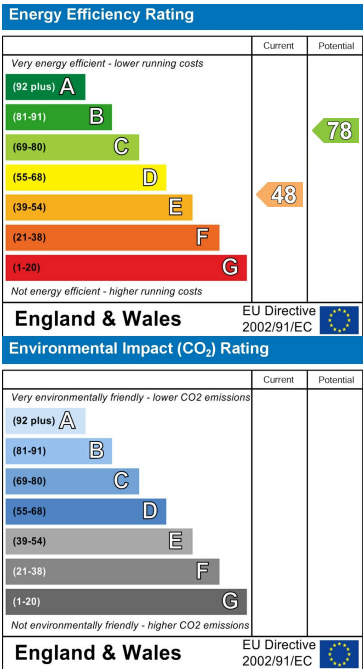 Energy Efficiency Rating
Current Potential
Very energy efficient - lower running costs
(92 plus) A
(81-91) B
(69-80) C
(55-68) D
(39-54) E
(21-38) F
(1-20) G
78
48
Not energy efficient - higher running costs
England & Wales
EU Directive
2002/91/EC
Environmental Impact (CO₂) Rating
Current Potential
Very environmentally friendly - lower CO2 emissions
(92 plus) A
(81-91) B
(69-80) C
(55-68) D
(39-54) E
(21-38) F
(1-20) G
Not environmentally friendly - higher CO2 emissions
England & Wales
EU Directive
2002/91/EC